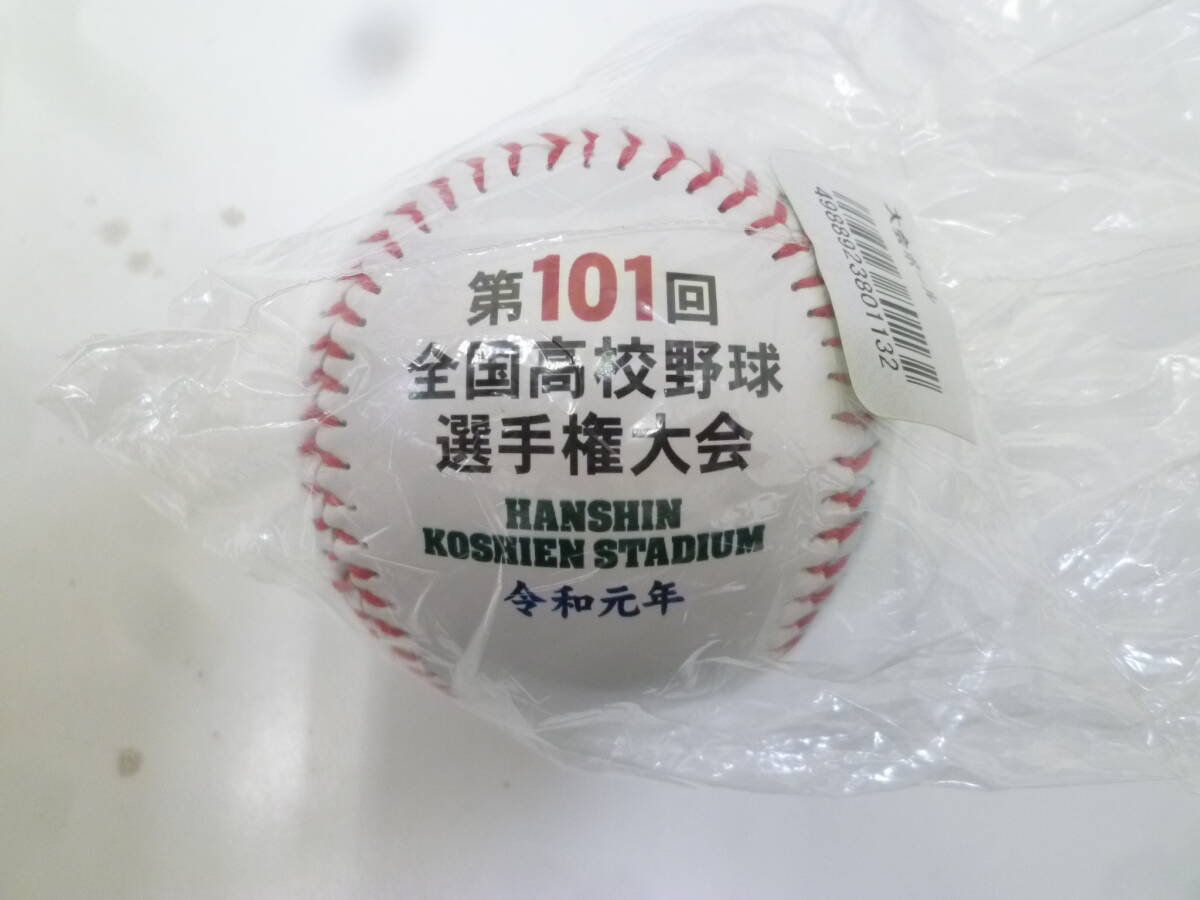 第101回
全国高校野球
選手権大会
HANSHIN
KOSHIEN STADIUM
令和元年
4988923801132